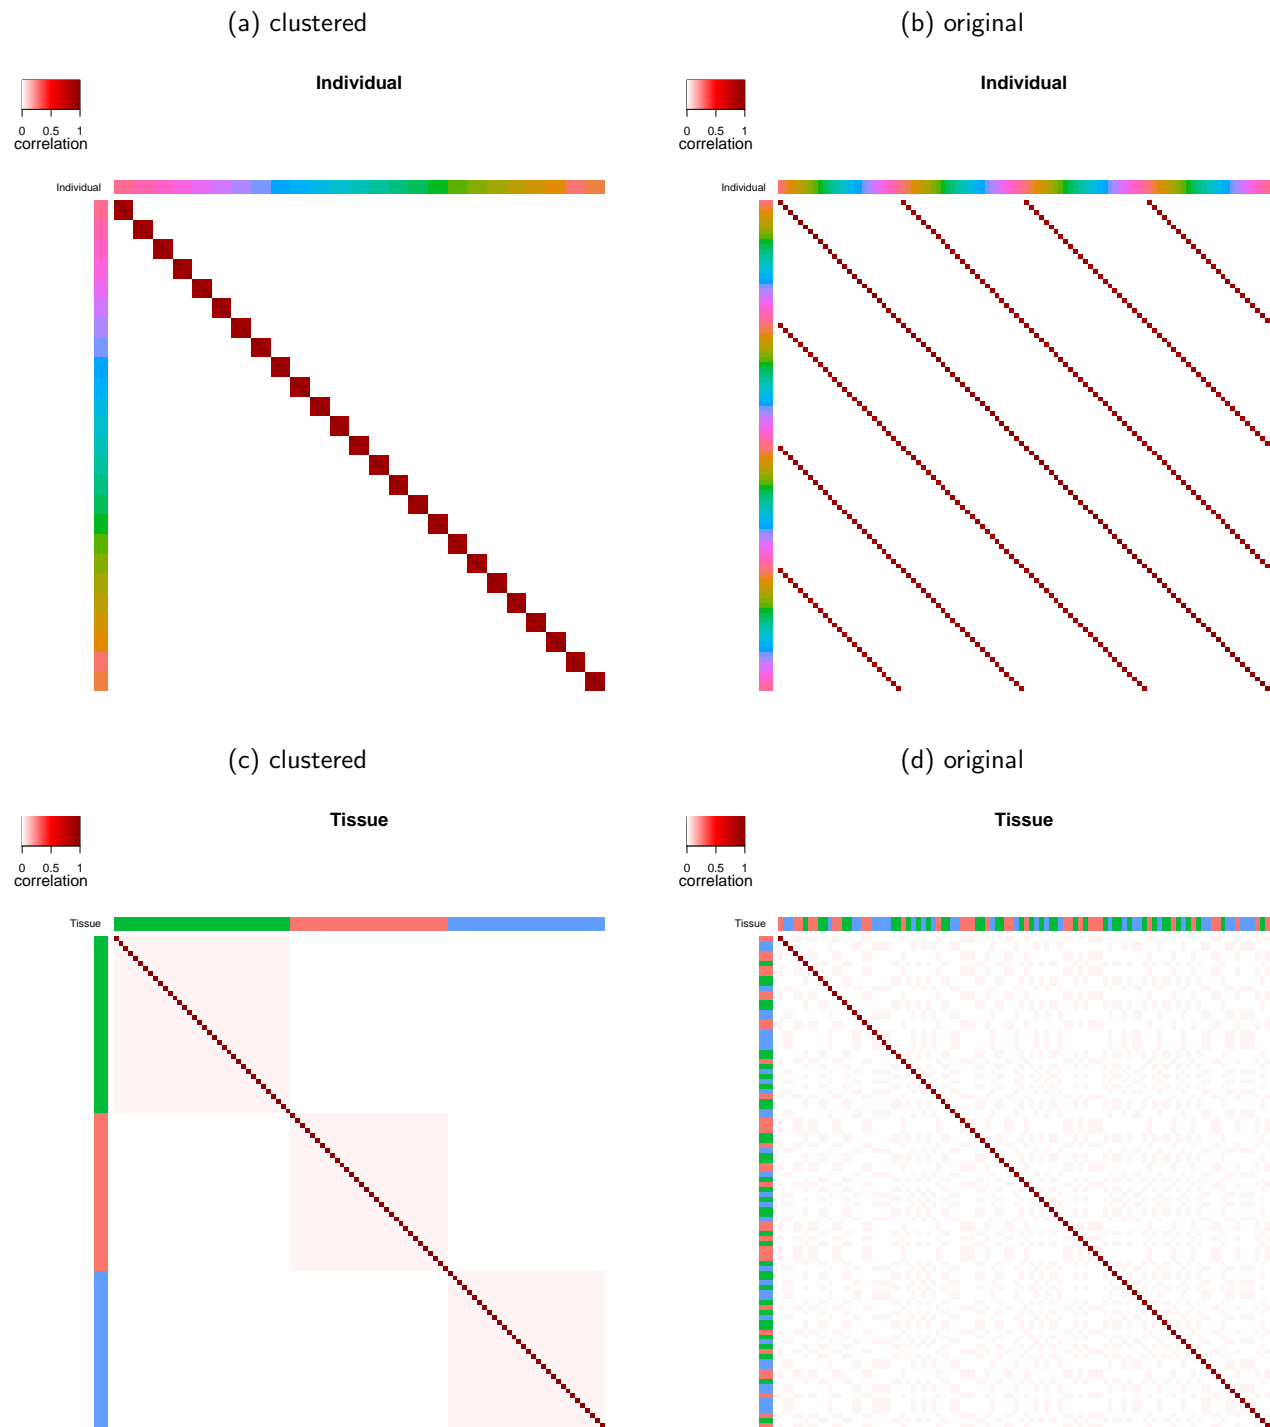 (a) clustered
(b) original
Individual
0 0.5 1
correlation
Individual
Individual
0 0.5 1
correlation
Individual
(c) clustered
(d) original
Tissue
0 0.5 1
correlation
Tissue
Tissue
0 0.5 1
correlation
Tissue